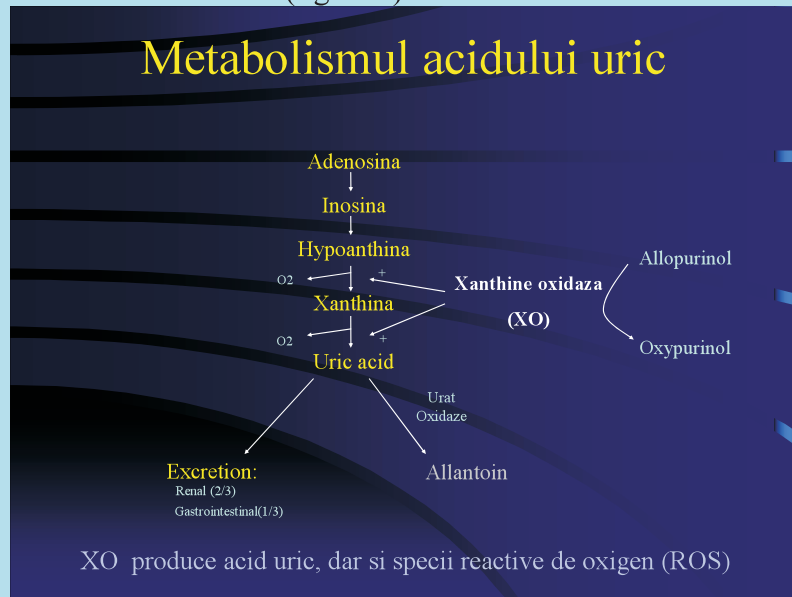 Metabolismul acidului uric
Adenosina
Inosina
Hypoanthina
O2
+
Xanthina
O2
+
Uric acid
Xanthine oxidaza
(XO)
Allopurinol
Oxypurinol
Urat
Oxidaze
Excretion:
Renal (2/3)
Gastrointestinal(1/3)
Allantoin
XO produce acid uric, dar si specii reactive de oxigen (ROS)